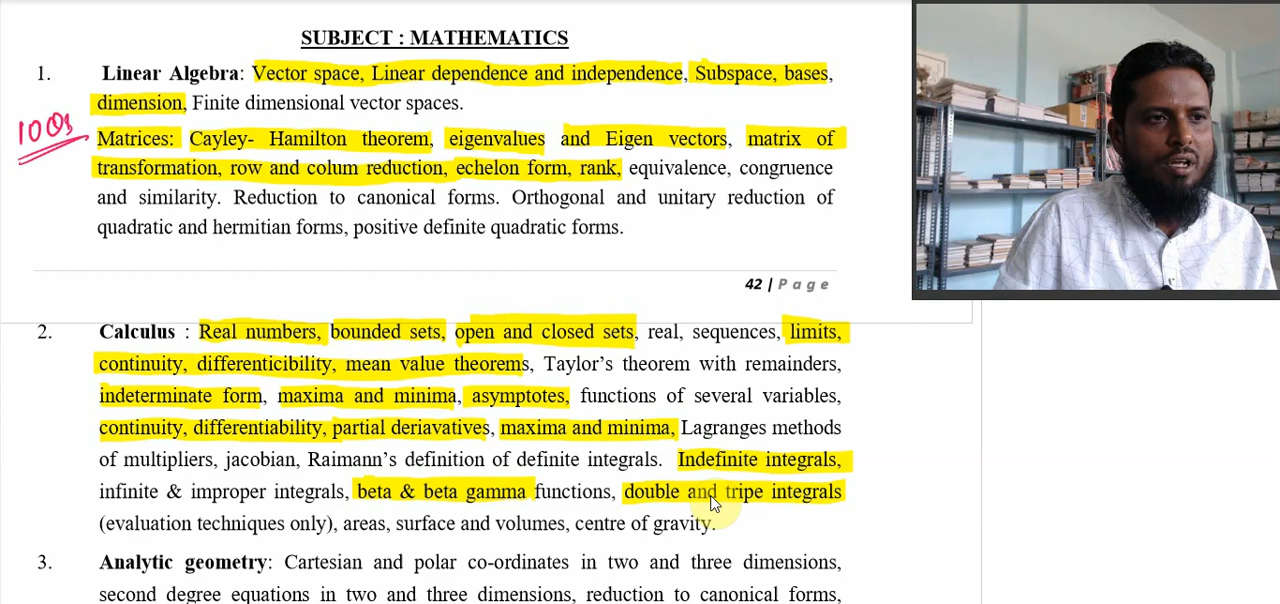 SUBJECT : MATHEMATICS
1. Linear Algebra: Vector space, Linear dependence and independence, Subspace, bases,
dimension, Finite dimensional vector spaces.
10Qs
Matrices: Cayley- Hamilton theorem, eigenvalues and Eigen vectors, matrix of
transformation, row and colum reduction, echelon form, rank, equivalence, congruence
and similarity. Reduction to canonical forms. Orthogonal and unitary reduction of
quadratic and hermitian forms, positive definite quadratic forms.
42 | Page
2. Calculus : Real numbers, bounded sets, open and closed sets, real, sequences, limits,
continuity, differenticibility, mean value theorems, Taylor's theorem with remainders,
indeterminate form, maxima and minima, asymptotes, functions of several variables,
continuity, differentiability, partial deriavatives, maxima and minima, Lagranges methods
of multipliers, jacobian, Raimann's definition of definite integrals. Indefinite integrals,
infinite & improper integrals, beta & beta gamma functions, double and tripe integrals
(evaluation techniques only), areas, surface and volumes, centre of gravity.
3. Analytic geometry: Cartesian and polar co-ordinates in two and three dimensions,
second degree equations in two and three dimensions, reduction to canonical forms,